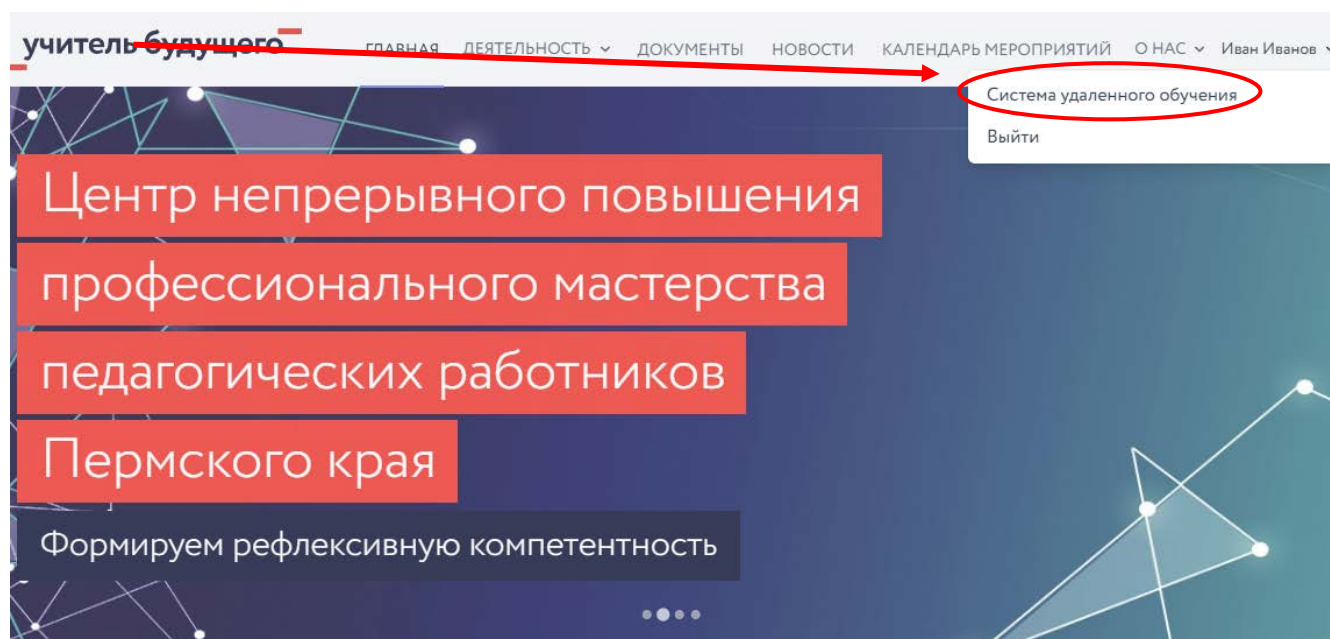 учитель будущего
ГЛАВНАЯ ДЕЯТЕЛЬНОСТЬ ДОКУМЕНТЫ НОВОСТИ КАЛЕНДАРЬ МЕРОПРИЯТИЙ О НАС Иван Иванов
Система удаленного обучения
Выйти
Центр непрерывного повышения
профессионального мастерства
педагогических работников
Пермского края
Формируем рефлексивную компетентность